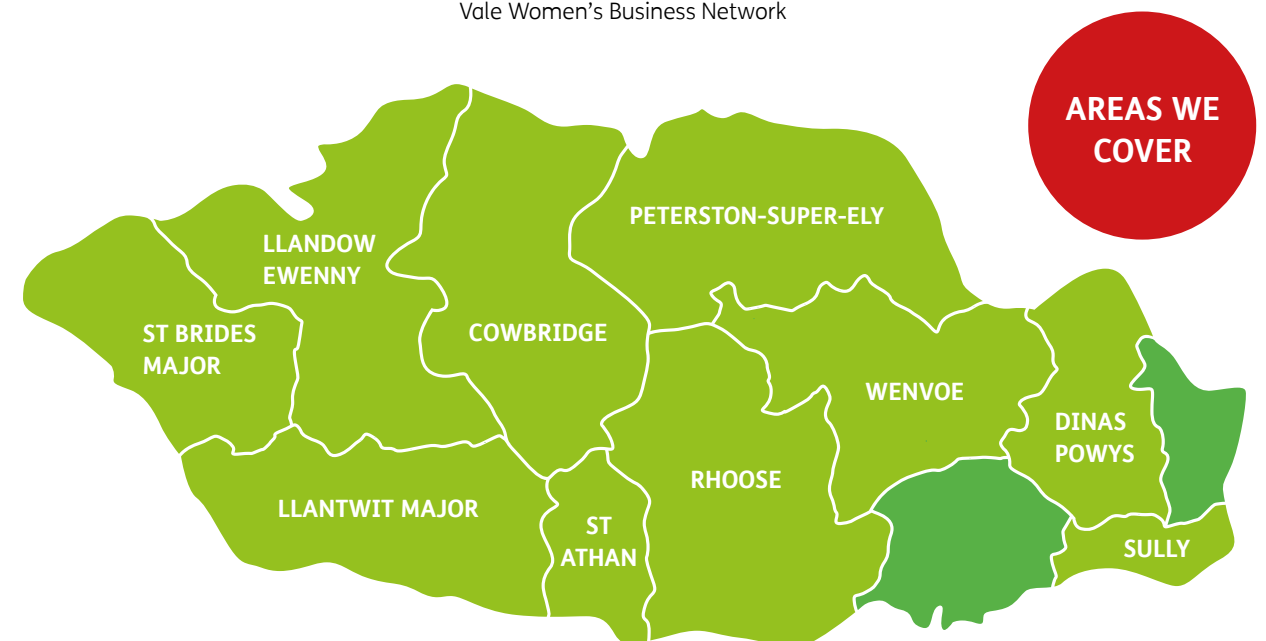 Vale Women's Business Network
AREAS WE
COVER
PETERSTON-SUPER-ELY
LLANDOW
EWENNY
ST BRIDES
MAJOR
COWBRIDGE
WENVOE
DINAS
POWYS
RHOOSE
LLANTWIT MAJOR
ST
ATHAN
SULLY